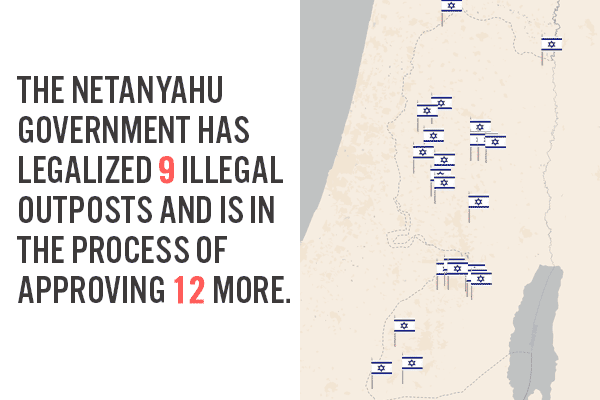 THE NETANYAHU
GOVERNMENT HAS
LEGALIZED 9 ILLEGAL
OUTPOSTS AND IS IN
THE PROCESS OF
APPROVING 12 MORE.